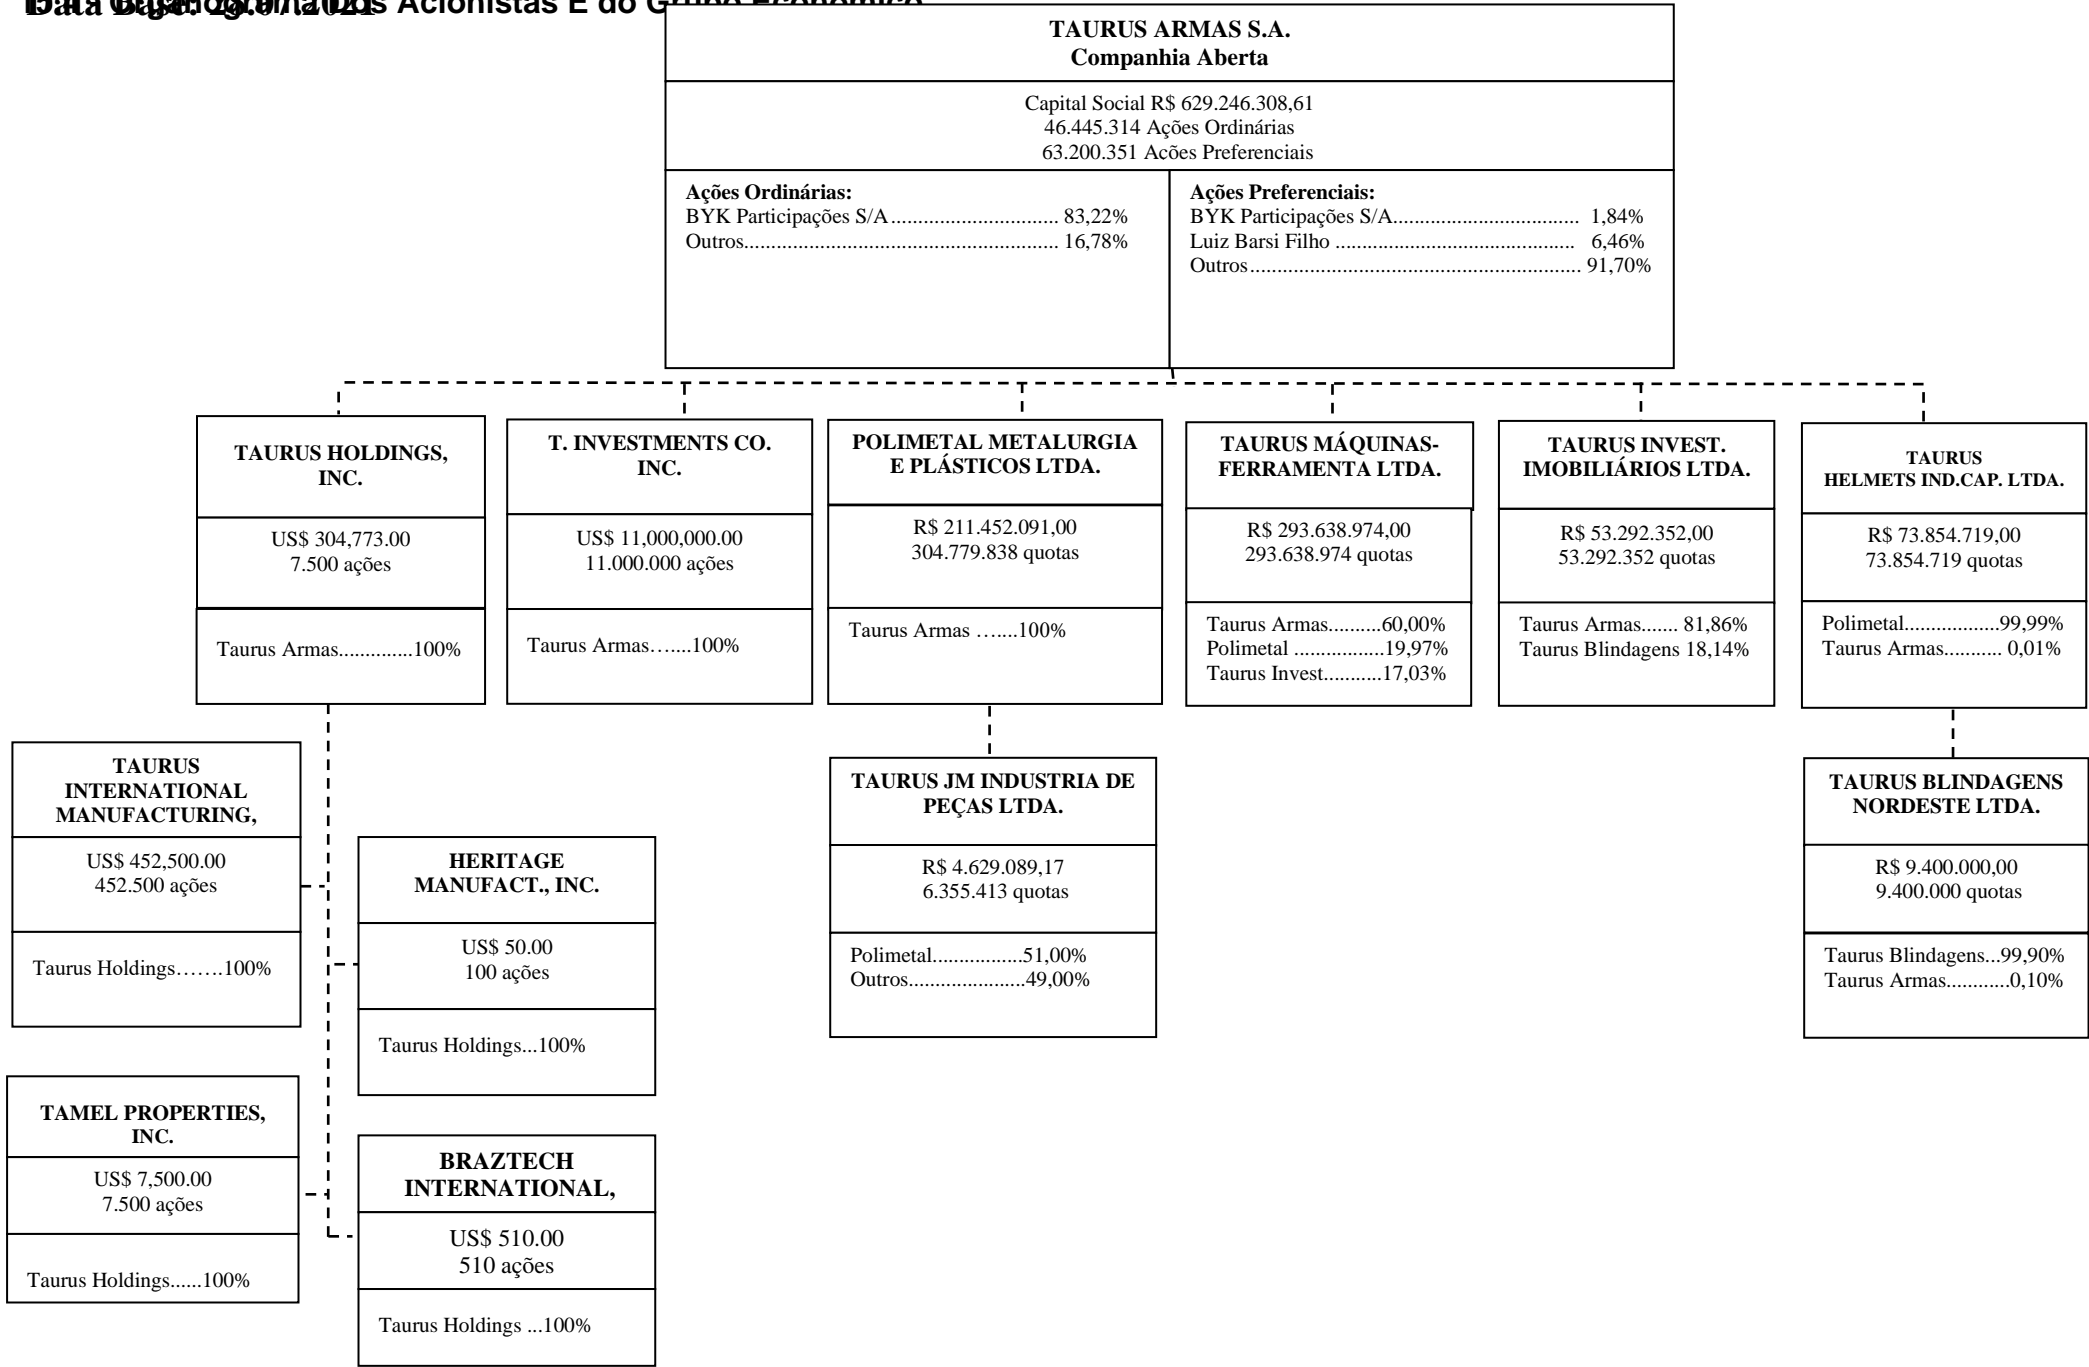 Data Base: 28.07.2021
Acionistas E do Grupo Econômico
TAURUS ARMAS S.A.
Companhia Aberta
Capital Social R$ 629.246.308,61
46.445.314 Ações Ordinárias
63.200.351 Ações Preferenciais
Ações Ordinárias:
BYK Participações S/A............................... 83,22%
Outros.......................................................... 16,78%
Ações Preferenciais:
BYK Participações S/A.................................. 1,84%
Luiz Barsi Filho ............................................ 6,46%
Outros............................................................. 91,70%
TAURUS HOLDINGS,
INC.
US$ 304,773.00
7.500 ações
Taurus Armas..............100%
T. INVESTMENTS CO.
INC.
US$ 11,000,000.00
11.000.000 ações
Taurus Armas…....100%
POLIMETAL METALURGIA
E PLÁSTICOS LTDA.
R$ 211.452.091,00
304.779.838 quotas
Taurus Armas …....100%
TAURUS MÁQUINAS-
FERRAMENTA LTDA.
R$ 293.638.974,00
293.638.974 quotas
Taurus Armas..........60,00%
Polimetal .................19,97%
Taurus Invest...........17,03%
TAURUS INVEST.
IMOBILIÁRIOS LTDA.
R$ 53.292.352,00
53.292.352 quotas
Taurus Armas....... 81,86%
Taurus Blindagens 18,14%
TAURUS
HELMETS IND.CAP. LTDA.
R$ 73.854.719,00
73.854.719 quotas
Polimetal..................99,99%
Taurus Armas........... 0,01%
TAURUS
INTERNATIONAL
MANUFACTURING,
US$ 452,500.00
452.500 ações
Taurus Holdings…….100%
HERITAGE
MANUFACT., INC.
US$ 50.00
100 ações
Taurus Holdings...100%
TAURUS JM INDUSTRIA DE
PEÇAS LTDA.
R$ 4.629.089,17
6.355.413 quotas
Polimetal.................51,00%
Outros......................49,00%
TAURUS BLINDAGENS
NORDESTE LTDA.
R$ 9.400.000,00
9.400.000 quotas
Taurus Blindagens...99,90%
Taurus Armas............0,10%
TAMEL PROPERTIES,
INC.
US$ 7,500.00
7.500 ações
Taurus Holdings......100%
BRAZTECH
INTERNATIONAL,
US$ 510.00
510 ações
Taurus Holdings ...100%